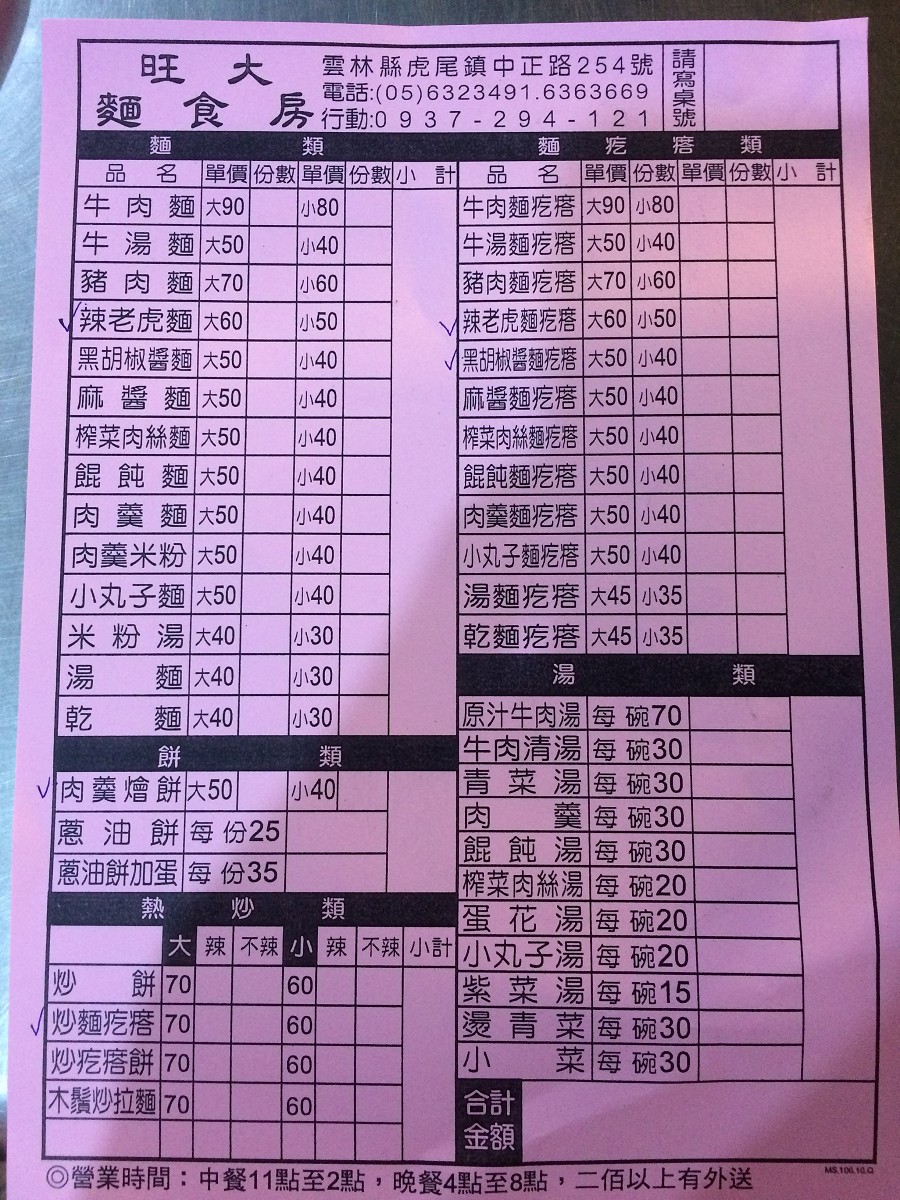 旺大
麵食房
雲林縣虎尾鎮中正路254號
電話:(05)6323491.6363669
行動:0937-294-121
請寫桌號
麵類
品名 單價 份數 單價 份數 小計
牛肉麵 大90 小80
牛湯麵 大50 小40
豬肉麵 大70 小60
辣老虎麵 大60 小50
黑胡椒醬麵 大50 小40
麻醬麵 大50 小40
榨菜肉絲麵 大50 小40
餛飩麵 大50 小40
肉羹麵 大50 小40
肉羹米粉 大50 小40
小丸子麵 大50 小40
米粉湯 大40 小30
湯麵 大40 小30
乾麵 大40 小30
餅類
肉羹燴餅 大50 小40
蔥油餅 每份25
蔥油餅加蛋 每份35
熱炒類
大 辣 不辣 小 辣 不辣 小計
炒餅 70 60
炒麵疙瘩 70 60
炒疙瘩餅 70 60
木鬚炒拉麵 70 60
麵疙瘩類
品名 單價 份數 單價 份數 小計
牛肉麵疙瘩 大90 小80
牛湯麵疙瘩 大50 小40
豬肉麵疙瘩 大70 小60
辣老虎麵疙瘩 大60 小50
黑胡椒醬麵疙瘩 大50 小40
麻醬麵疙瘩 大50 小40
榨菜肉絲麵疙瘩 大50 小40
餛飩麵疙瘩 大50 小40
肉羹麵疙瘩 大50 小40
小丸子麵疙瘩 大50 小40
湯麵疙瘩 大45 小35
乾麵疙瘩 大45 小35
湯類
原汁牛肉湯 每碗70
牛肉清湯 每碗30
青菜湯 每碗30
肉羹 每碗30
餛飩湯 每碗30
榨菜肉絲湯 每碗20
蛋花湯 每碗20
小丸子湯 每碗20
紫菜湯 每碗15
燙青菜 每碗30
小菜 每碗30
合計
金額
◎營業時間：中餐11點至2點，晚餐4點至8點，二佰以上有外送
MS.106.10.Q